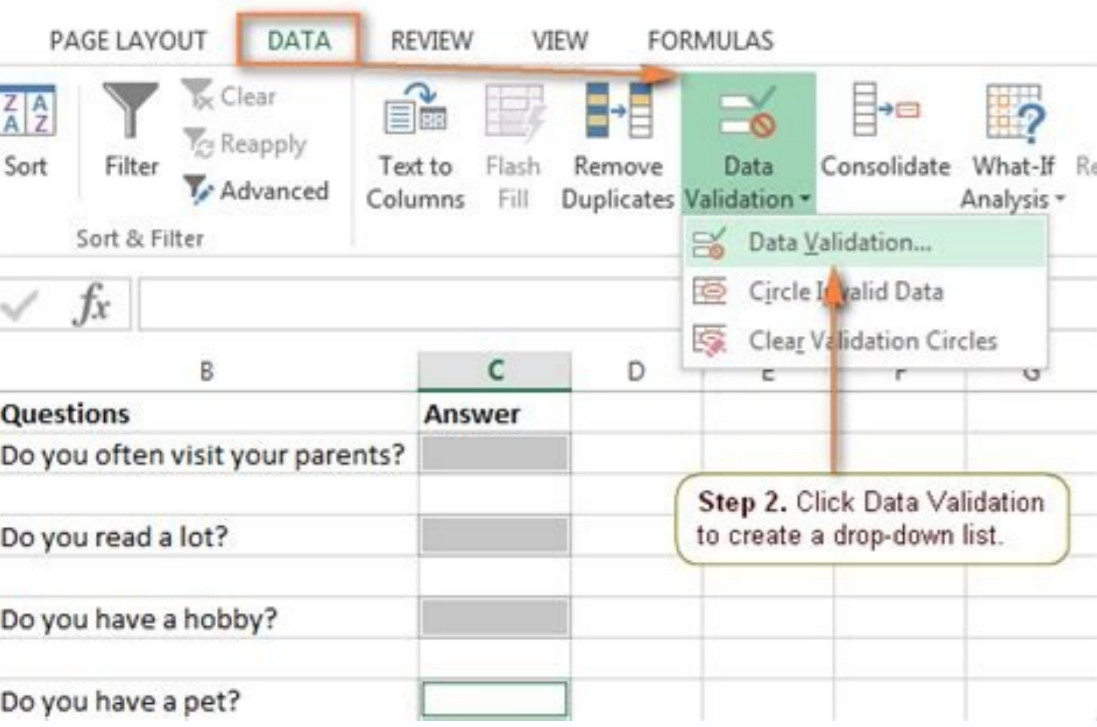 PAGE LAYOUT DATA REVIEW VIEW FORMULAS
Z A
A Z
Sort
Filter
Clear
Reapply
Advanced
Sort & Filter
Text to
Columns
Flash
Fill
Remove
Duplicates
Data
Validation
Consolidate
What-If
Analysis
Data Validation...
Circle Invalid Data
Clear Validation Circles
fx
B C D E F G
Questions Answer
Do you often visit your parents?
Step 2. Click Data Validation
to create a drop-down list.
Do you read a lot?
Do you have a hobby?
Do you have a pet?